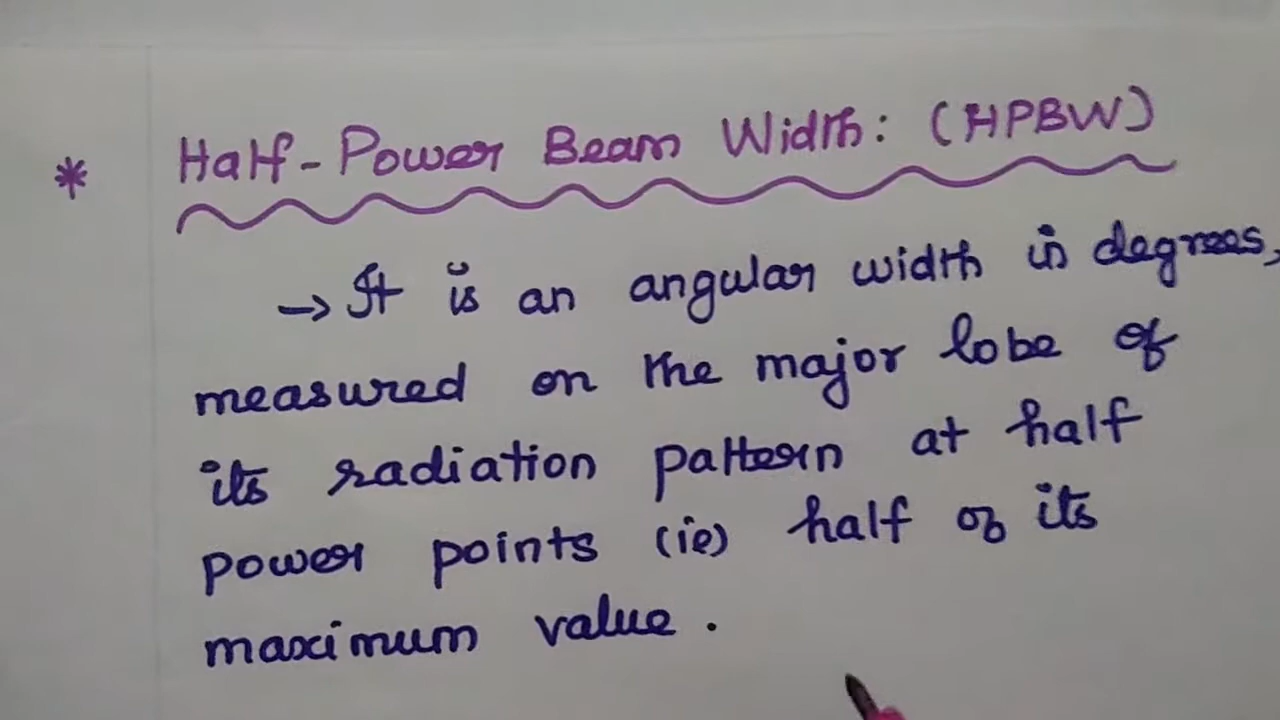 * Half-Power Beam Width: (HPBW)
→ It is an angular width in degrees,
measured on the major lobe of
its radiation pattern at half
power points (ie) half of its
maximum value.